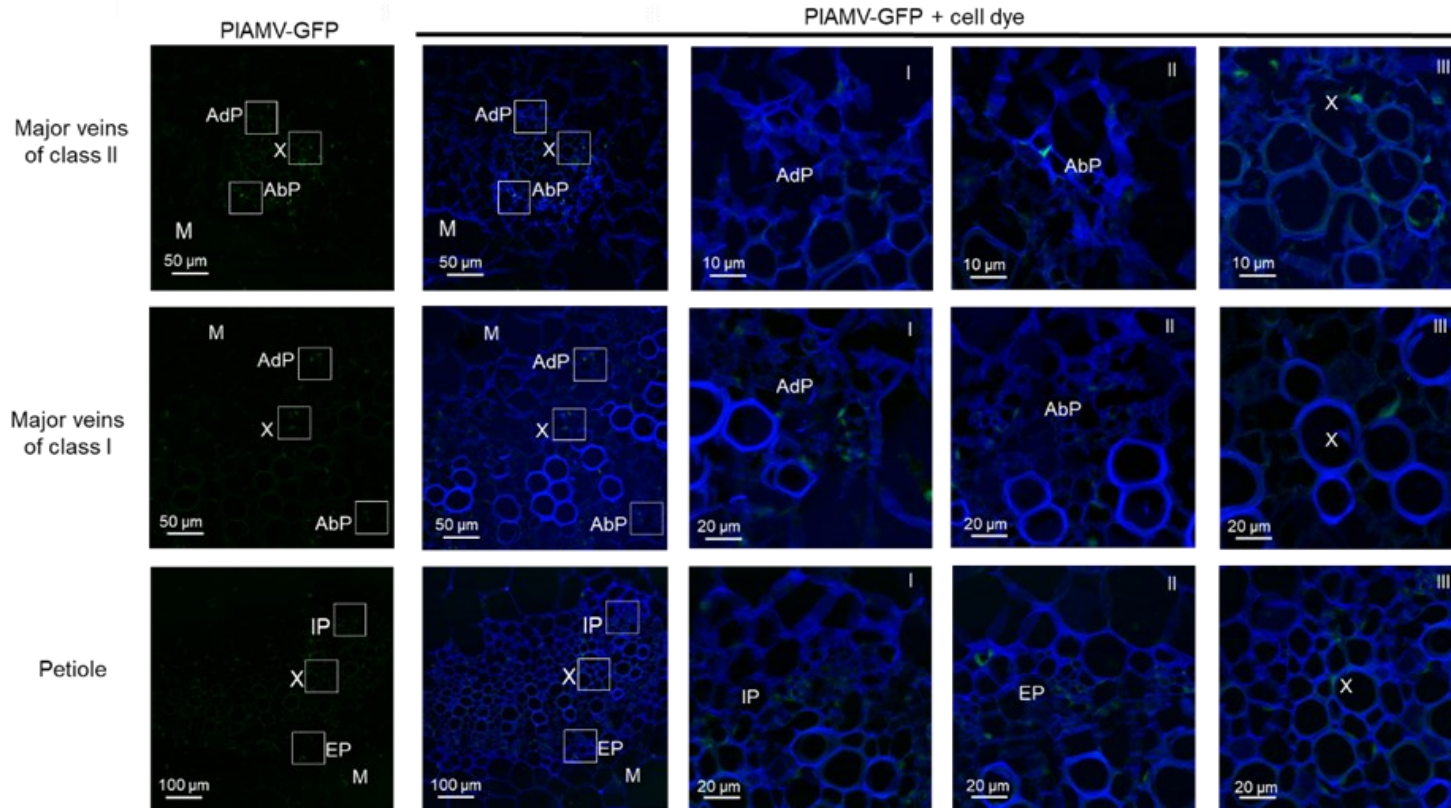 PlAMV-GFP + cell dye
PlAMV-GFP
Major veins
of class II
AdP
X
AbP
M
50 µm
AdP
X
AbP
M
50 µm
I
AdP
10 µm
II
AbP
10 µm
III
X
10 µm
Major veins
of class I
M
AdP
X
AbP
50 µm
M
AdP
X
AbP
50 µm
I
AdP
20 µm
II
AbP
20 µm
III
X
20 µm
Petiole
IP
X
EP
M
100 µm
IP
X
EP
M
100 µm
I
IP
20 µm
II
EP
20 µm
III
X
20 µm